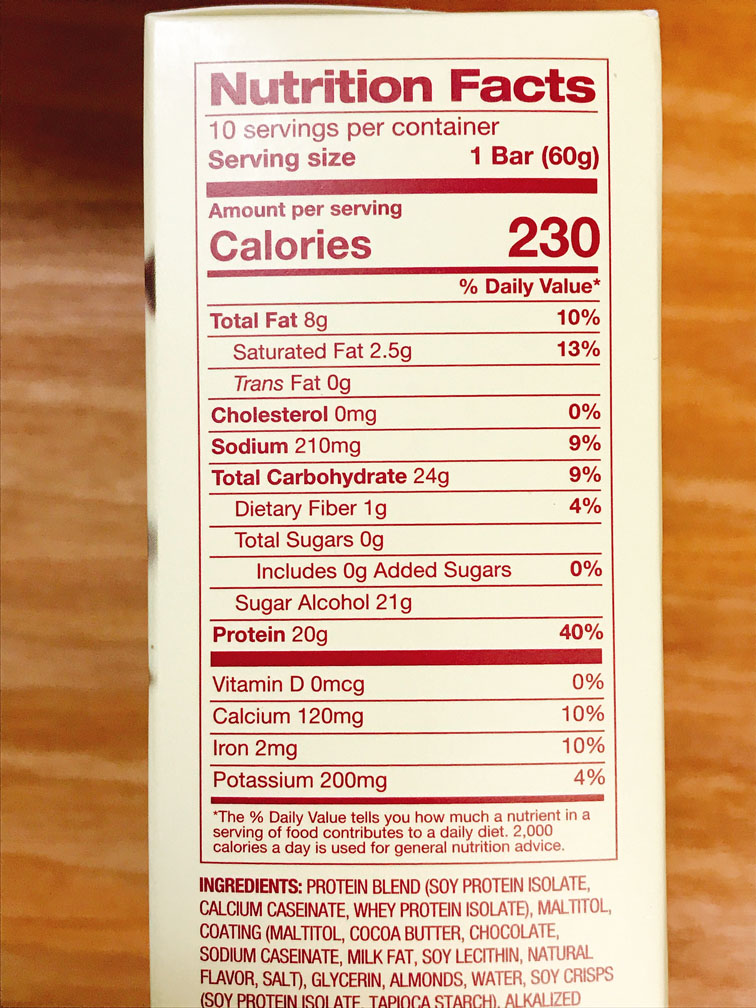 Nutrition Facts
10 servings per container
Serving size 1 Bar (60g)
Amount per serving
Calories 230
% Daily Value*
Total Fat 8g 10%
Saturated Fat 2.5g 13%
Trans Fat 0g
Cholesterol 0mg 0%
Sodium 210mg 9%
Total Carbohydrate 24g 9%
Dietary Fiber 1g 4%
Total Sugars 0g
Includes 0g Added Sugars 0%
Sugar Alcohol 21g
Protein 20g 40%
Vitamin D 0mcg 0%
Calcium 120mg 10%
Iron 2mg 10%
Potassium 200mg 4%
*The % Daily Value tells you how much a nutrient in a
serving of food contributes to a daily diet. 2,000
calories a day is used for general nutrition advice.
INGREDIENTS: PROTEIN BLEND (SOY PROTEIN ISOLATE,
CALCIUM CASEINATE, WHEY PROTEIN ISOLATE), MALTITOL,
COATING (MALTITOL, COCOA BUTTER, CHOCOLATE,
SODIUM CASEINATE, MILK FAT, SOY LECITHIN, NATURAL
FLAVOR, SALT), GLYCERIN, ALMONDS, WATER, SOY CRISPS
(SOY PROTEIN ISOLATE, TAPIOCA STARCH), ALKALIZED